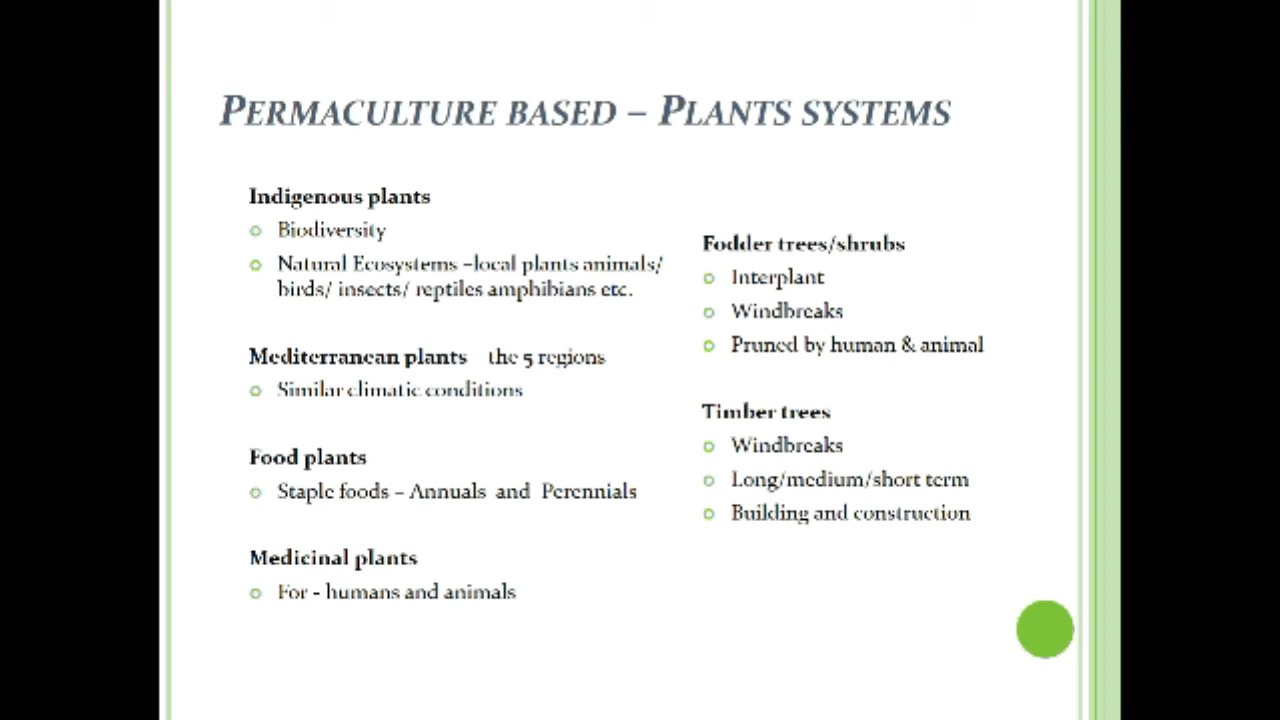 PERMACULTURE BASED – PLANTS SYSTEMS
Indigenous plants
Biodiversity
Natural Ecosystems –local plants animals/
birds/ insects/ reptiles amphibians etc.
Mediterranean plants the 5 regions
Similar climatic conditions
Food plants
Staple foods – Annuals and Perennials
Medicinal plants
For - humans and animals
Fodder trees/shrubs
Interplant
Windbreaks
Pruned by human & animal
Timber trees
Windbreaks
Long/medium/short term
Building and construction